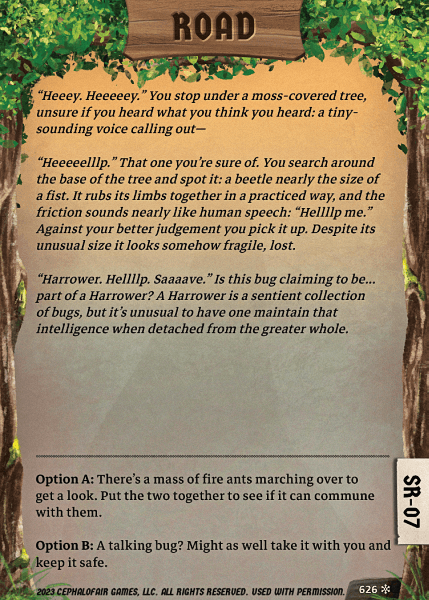 ROAD
“Heeey. Heeeeey.” You stop under a moss-covered tree,
unsure if you heard what you think you heard: a tiny-
sounding voice calling out—
“Heeeeelllp.” That one you’re sure of. You search around
the base of the tree and spot it: a beetle nearly the size of
a fist. It rubs its limbs together in a practiced way, and the
friction sounds nearly like human speech: “Hellllp me.”
Against your better judgement you pick it up. Despite its
unusual size it looks somehow fragile, lost.
“Harrower. Hellllp. Saaaave.” Is this bug claiming to be...
part of a Harrower? A Harrower is a sentient collection
of bugs, but it’s unusual to have one maintain that
intelligence when detached from the greater whole.
Option A: There’s a mass of fire ants marching over to
get a look. Put the two together to see if it can commune
with them.
SR-07
Option B: A talking bug? Might as well take it with you and
keep it safe.
2023 CEPHALOFAIR GAMES, LLC. ALL RIGHTS RESERVED. USED WITH PERMISSION.
626